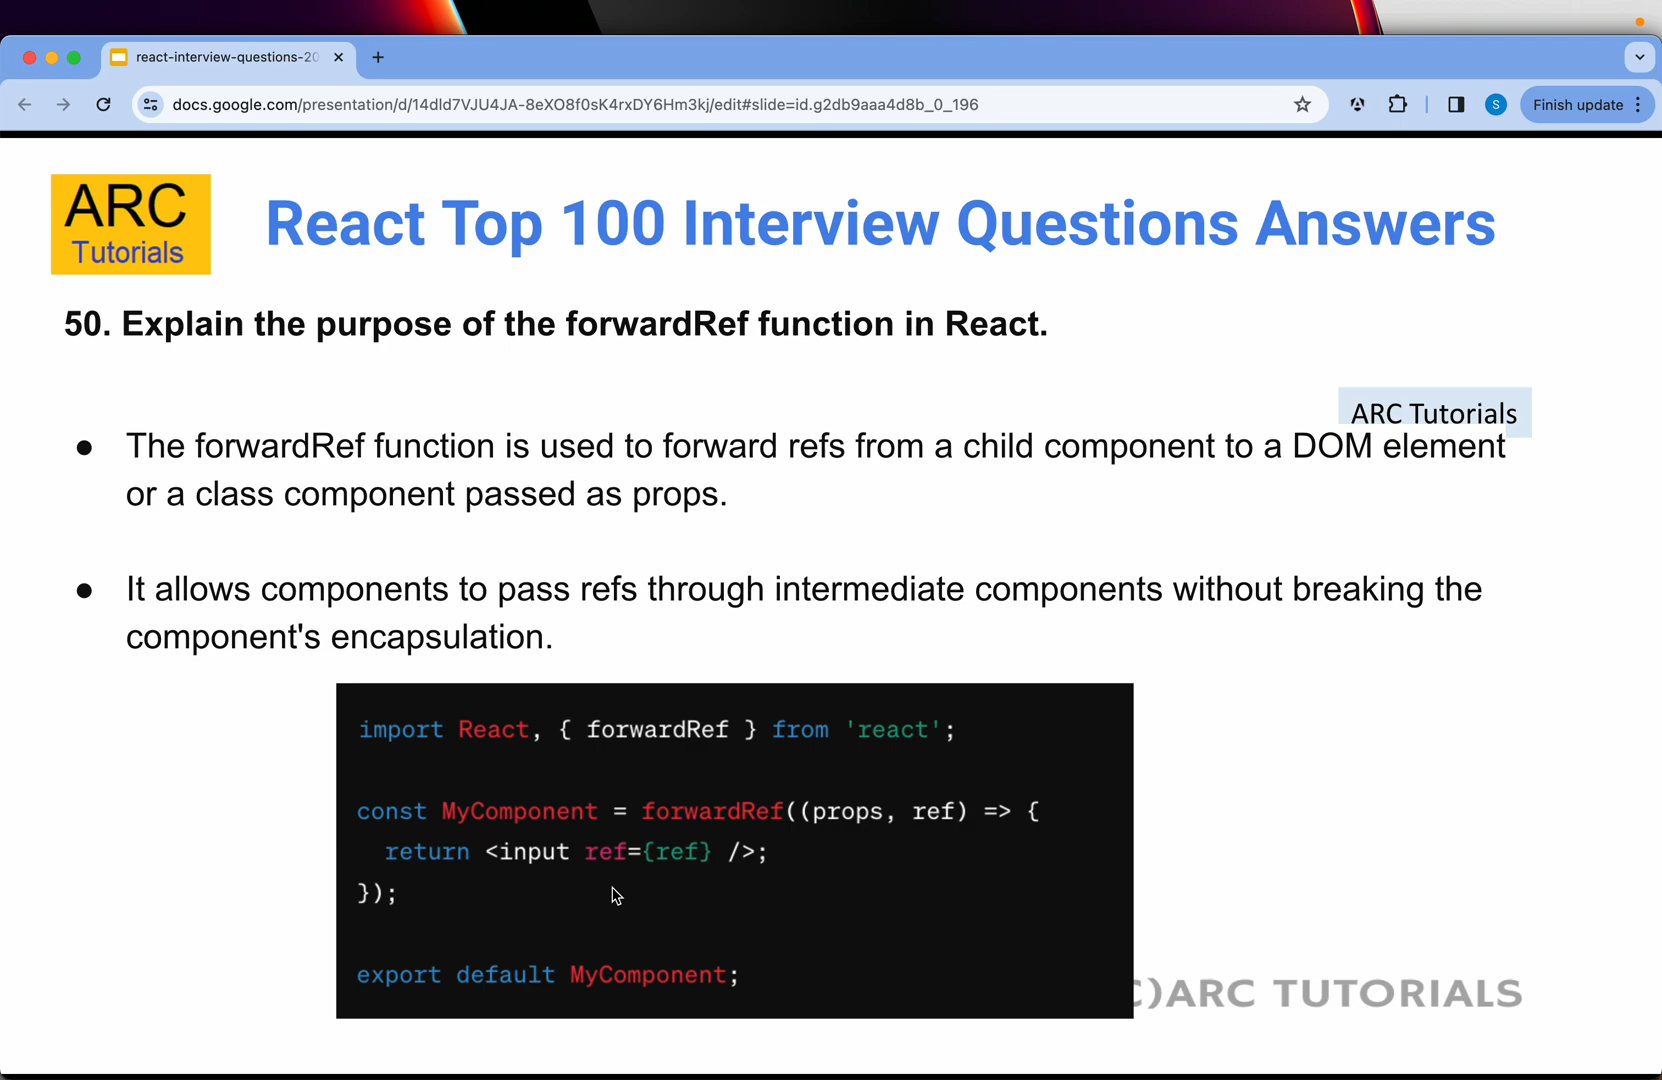 react-interview-questions-20
docs.google.com/presentation/d/14dld7VJU4JA-8eXO8f0sK4rxDY6Hm3kj/edit#slide=id.g2db9aaa4d8b_0_196
S
Finish update
ARC
Tutorials
React Top 100 Interview Questions Answers
50. Explain the purpose of the forwardRef function in React.
ARC Tutorials
● The forwardRef function is used to forward refs from a child component to a DOM element
or a class component passed as props.
● It allows components to pass refs through intermediate components without breaking the
component's encapsulation.
import React, { forwardRef } from 'react';
const MyComponent = forwardRef((props, ref) => {
return <input ref={ref} />;
});
export default MyComponent;
C)ARC TUTORIALS